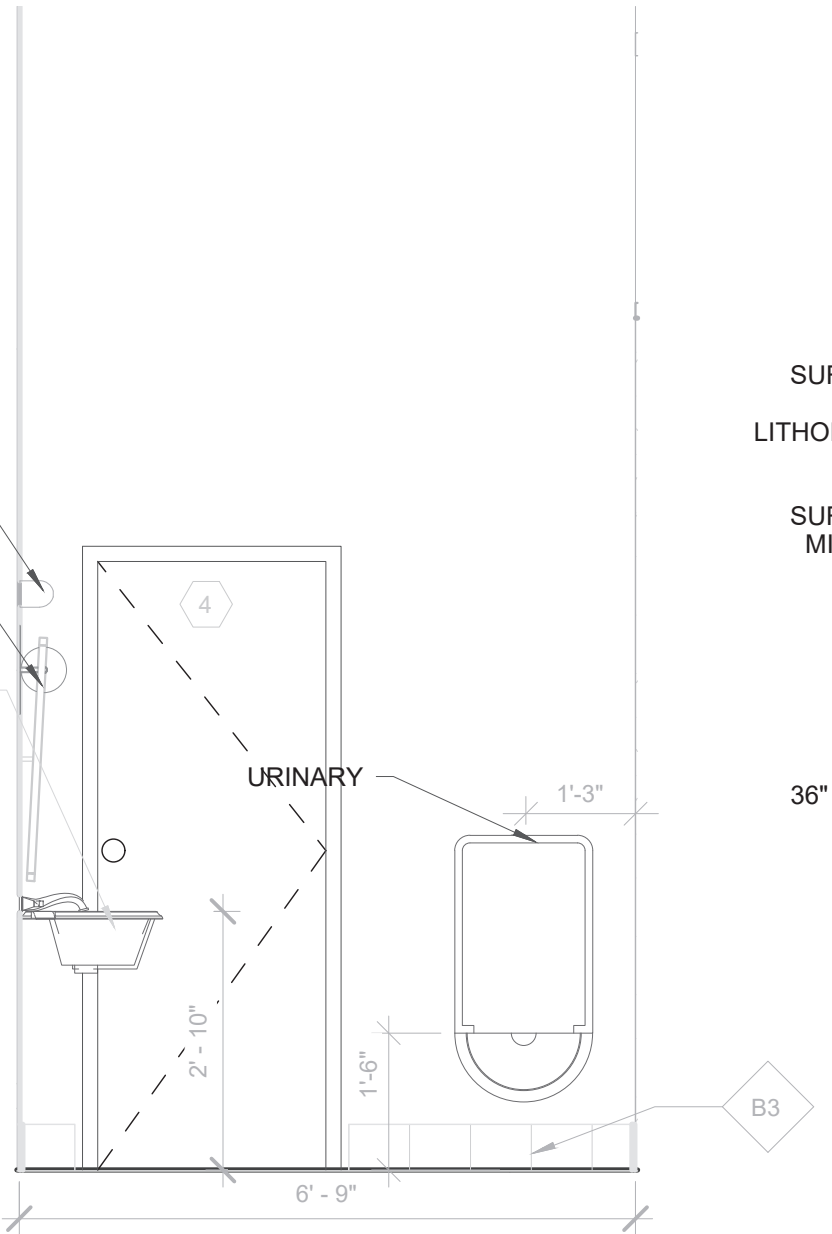 SUR
LITHO
SUR
MI
4
URINARY
1'-3"
36"
2' - 10"
1'-6"
B3
6' - 9"